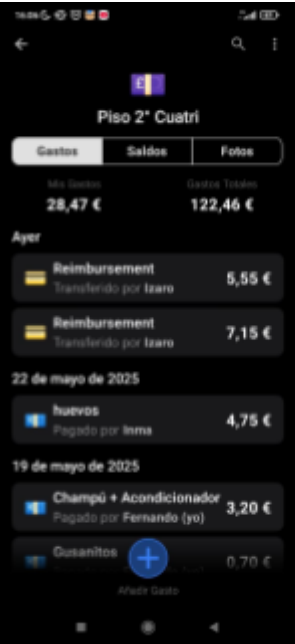 Piso 2° Cuatri
Gastos Saldos Fotos
Mis Gastos Gastos Totales
28,47 € 122,46 €
Ayer
Reimbursement
Transferido por Izaro
5,55 €
Reimbursement
Transferido por Izaro
7,15 €
22 de mayo de 2025
huevos
Pagado por Inma
4,75 €
19 de mayo de 2025
Champú + Acondicionador
Pagado por Fernando (yo)
3,20 €
Gusanitos
0,70 €
Añadir Gasto